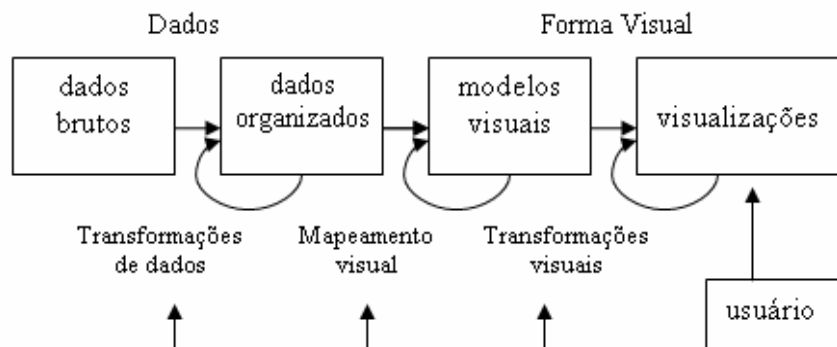 Dados
Forma Visual
dados
brutos
dados
organizados
modelos
visuais
visualizações
Transformações
de dados
Mapeamento
visual
Transformações
visuais
usuário